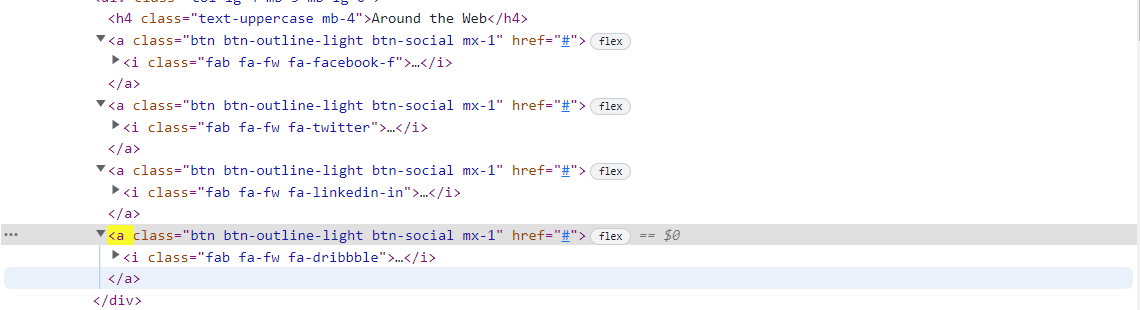 <h4 class="text-uppercase mb-4">Around the Web</h4>
<a class="btn btn-outline-light btn-social mx-1" href="#"> flex
<i class="fab fa-fw fa-facebook-f">…</i>
</a>
<a class="btn btn-outline-light btn-social mx-1" href="#"> flex
<i class="fab fa-fw fa-twitter">…</i>
</a>
<a class="btn btn-outline-light btn-social mx-1" href="#"> flex
<i class="fab fa-fw fa-linkedin-in">…</i>
</a>
… <a class="btn btn-outline-light btn-social mx-1" href="#"> flex == $0
<i class="fab fa-fw fa-dribbble">…</i>
</a>
</div>